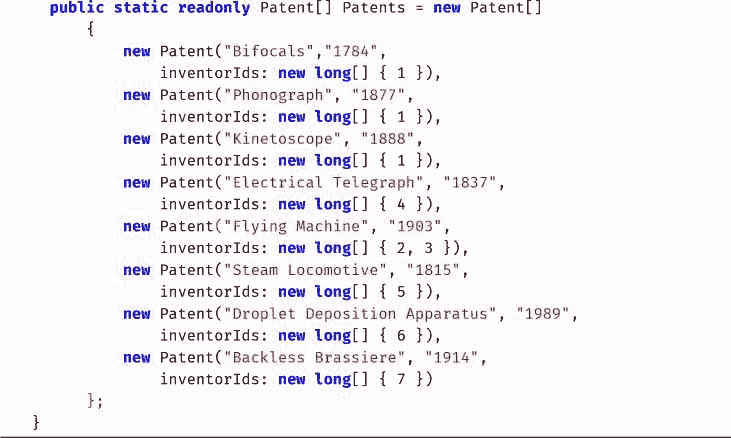 public static readonly Patent[] Patents = new Patent[]
{
new Patent("Bifocals","1784",
inventorIds: new long[] { 1 }),
new Patent("Phonograph", "1877",
inventorIds: new long[] { 1 }),
new Patent("Kinetoscope", "1888",
inventorIds: new long[] { 1 }),
new Patent("Electrical Telegraph", "1837",
inventorIds: new long[] { 4 }),
new Patent("Flying Machine", "1903",
inventorIds: new long[] { 2, 3 }),
new Patent("Steam Locomotive", "1815",
inventorIds: new long[] { 5 }),
new Patent("Droplet Deposition Apparatus", "1989",
inventorIds: new long[] { 6 }),
new Patent("Backless Brassiere", "1914",
inventorIds: new long[] { 7 })
};
}